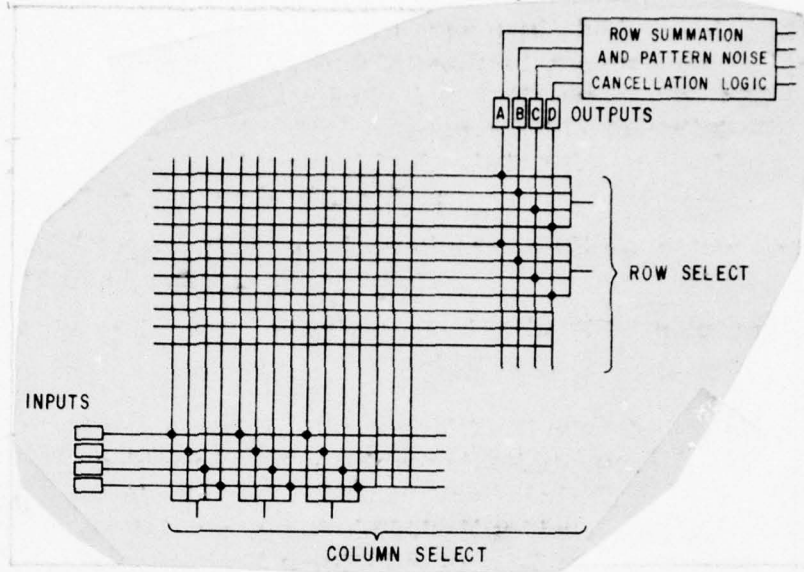 ROW SUMMATION
AND PATTERN NOISE
CANCELLATION LOGIC
A B C D OUTPUTS
ROW SELECT
INPUTS
COLUMN SELECT